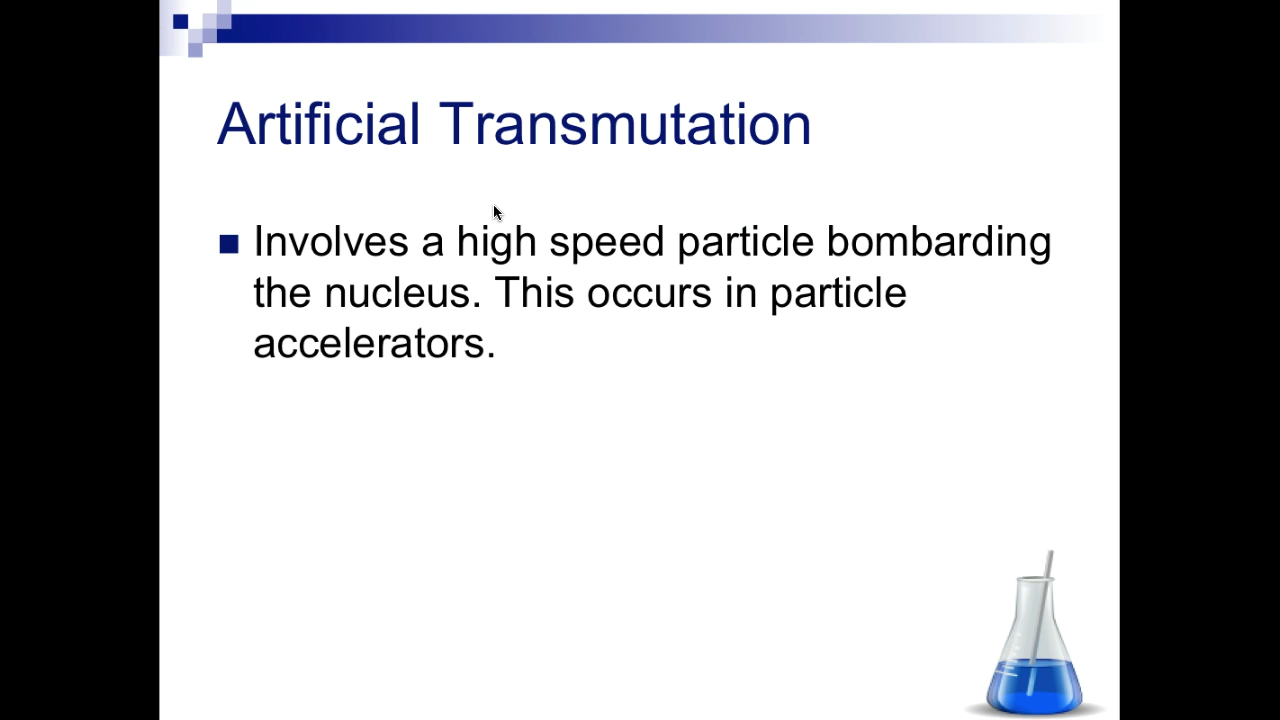 Artificial Transmutation
Involves a high speed particle bombarding
the nucleus. This occurs in particle
accelerators.